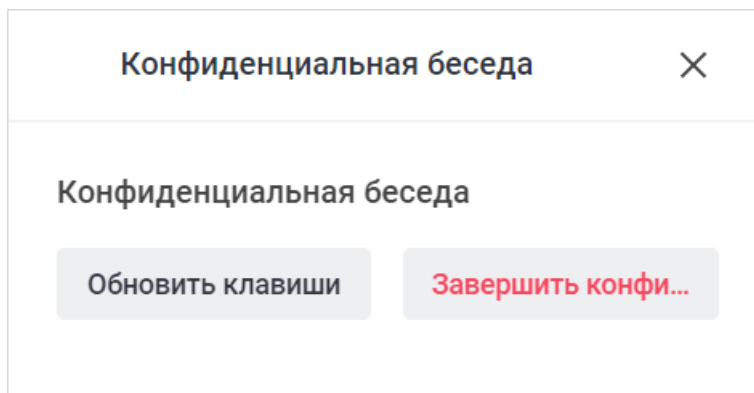 Конфиденциальная беседа
Конфиденциальная беседа
Обновить клавиши
Завершить конфи...